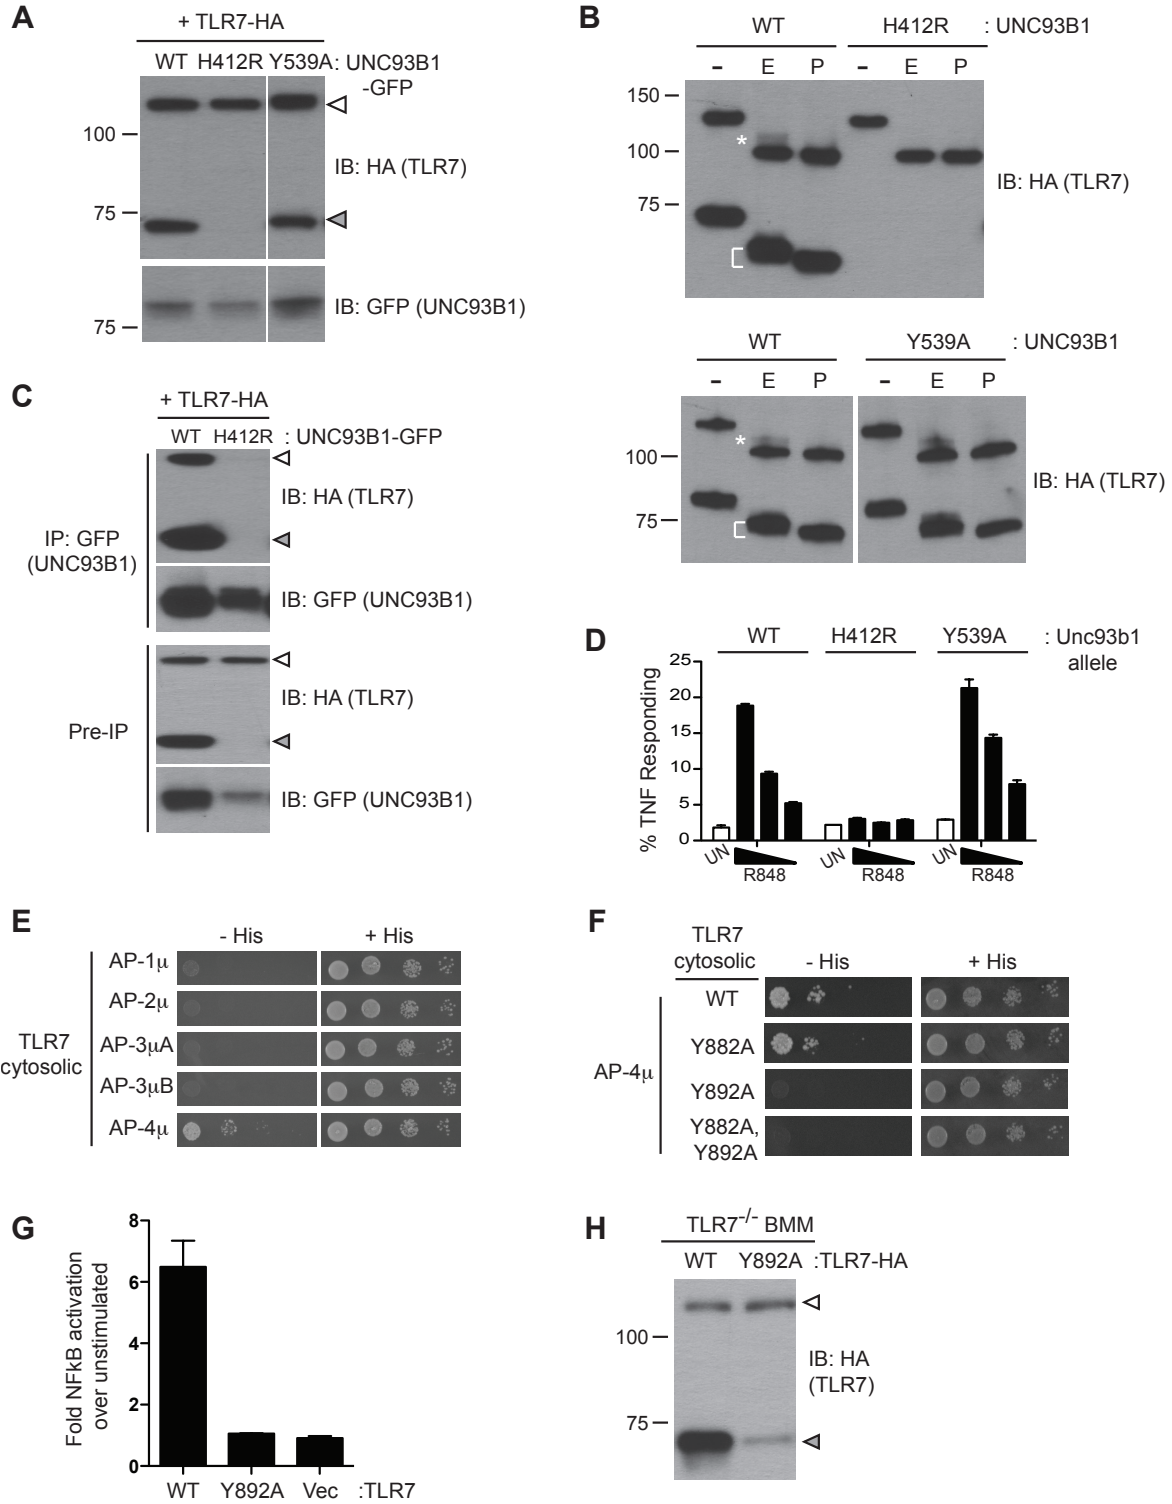 A
+ TLR7-HA
WT H412R Y539A: UNC93B1
-GFP
100
IB: HA (TLR7)
75
IB: GFP (UNC93B1)
75
B
WT H412R : UNC93B1
- E P - E P
150
*
100
IB: HA (TLR7)
75
WT Y539A : UNC93B1
- E P - E P
*
100
IB: HA (TLR7)
75
C
+ TLR7-HA
WT H412R : UNC93B1-GFP
IB: HA (TLR7)
IP: GFP
(UNC93B1)
IB: GFP (UNC93B1)
IB: HA (TLR7)
Pre-IP
IB: GFP (UNC93B1)
D
WT H412R Y539A : Unc93b1
allele
% TNF Responding
25
20
15
10
5
0
UN R848 UN R848 UN R848
E
- His + His
TLR7
cytosolic
AP-1μ
AP-2μ
AP-3μA
AP-3μB
AP-4μ
F
TLR7
cytosolic
- His + His
AP-4μ
WT
Y882A
Y892A
Y882A,
Y892A
G
Fold NFkB activation
over unstimulated
8
6
4
2
0
WT Y892A Vec :TLR7
H
TLR7-/- BMM
WT Y892A :TLR7-HA
100
IB: HA
(TLR7)
75